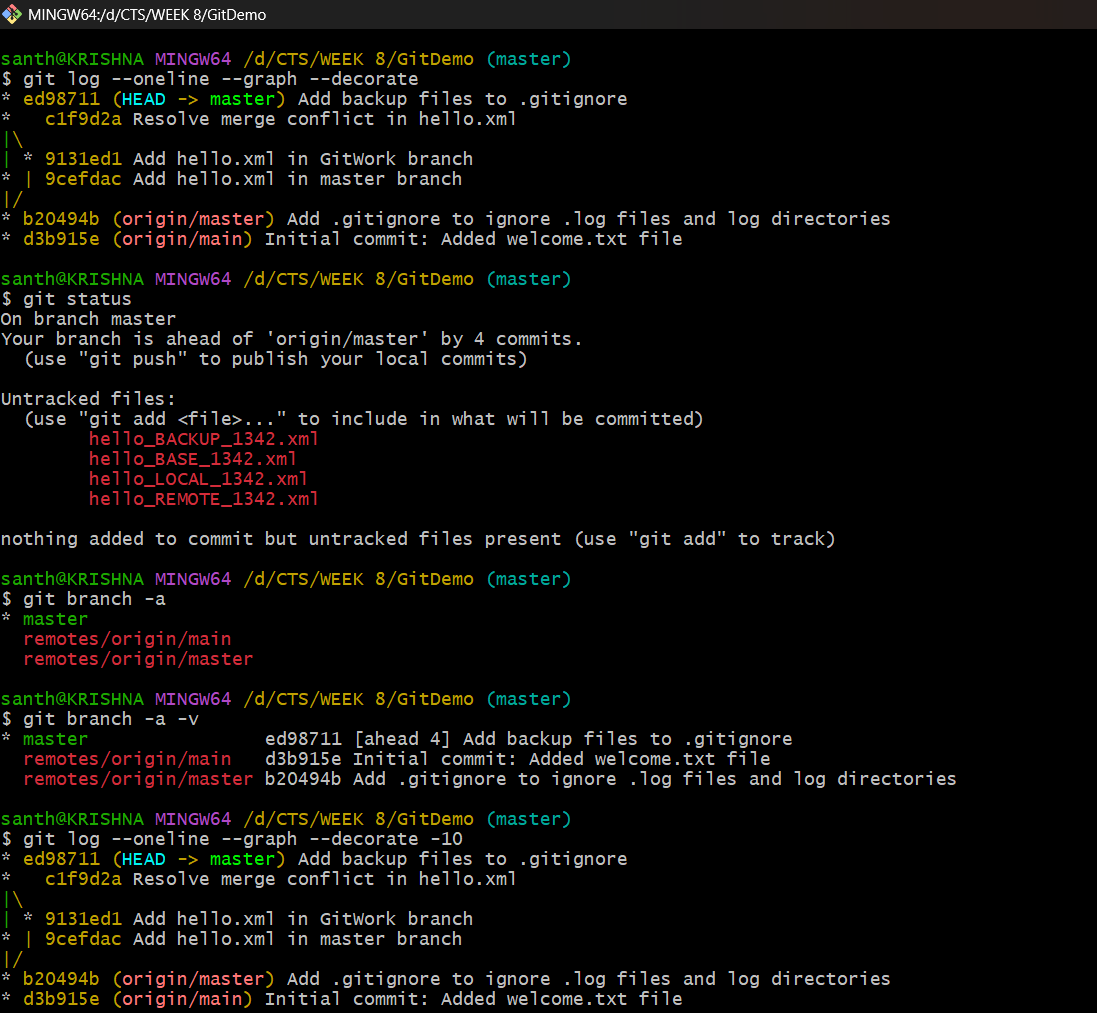 MINGW64:/d/CTS/WEEK 8/GitDemo
santh@KRISHNA MINGW64 /d/CTS/WEEK 8/GitDemo (master)
$ git log --oneline --graph --decorate
* ed98711 (HEAD -> master) Add backup files to .gitignore
*   c1f9d2a Resolve merge conflict in hello.xml
|\
| * 9131ed1 Add hello.xml in GitWork branch
* | 9cefdac Add hello.xml in master branch
|/
* b20494b (origin/master) Add .gitignore to ignore .log files and log directories
* d3b915e (origin/main) Initial commit: Added welcome.txt file
santh@KRISHNA MINGW64 /d/CTS/WEEK 8/GitDemo (master)
$ git status
On branch master
Your branch is ahead of 'origin/master' by 4 commits.
  (use "git push" to publish your local commits)
Untracked files:
  (use "git add <file>..." to include in what will be committed)
        hello_BACKUP_1342.xml
        hello_BASE_1342.xml
        hello_LOCAL_1342.xml
        hello_REMOTE_1342.xml
nothing added to commit but untracked files present (use "git add" to track)
santh@KRISHNA MINGW64 /d/CTS/WEEK 8/GitDemo (master)
$ git branch -a
* master
  remotes/origin/main
  remotes/origin/master
santh@KRISHNA MINGW64 /d/CTS/WEEK 8/GitDemo (master)
$ git branch -a -v
* master                ed98711 [ahead 4] Add backup files to .gitignore
  remotes/origin/main   d3b915e Initial commit: Added welcome.txt file
  remotes/origin/master b20494b Add .gitignore to ignore .log files and log directories
santh@KRISHNA MINGW64 /d/CTS/WEEK 8/GitDemo (master)
$ git log --oneline --graph --decorate -10
* ed98711 (HEAD -> master) Add backup files to .gitignore
*   c1f9d2a Resolve merge conflict in hello.xml
|\
| * 9131ed1 Add hello.xml in GitWork branch
* | 9cefdac Add hello.xml in master branch
|/
* b20494b (origin/master) Add .gitignore to ignore .log files and log directories
* d3b915e (origin/main) Initial commit: Added welcome.txt file